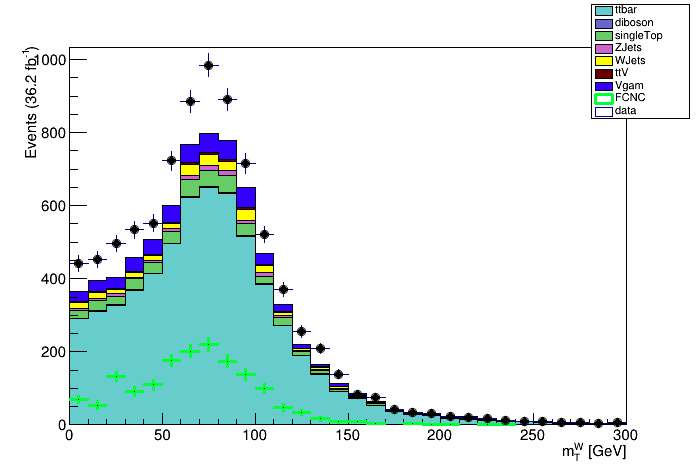 ttbar
diboson
singleTop
ZJets
WJets
ttV
Vgam
FCNC
data
Events (36.2 fb⁻¹)
1000
800
600
400
200
0
0 50 100 150 200 250 300
m_T^W [GeV]